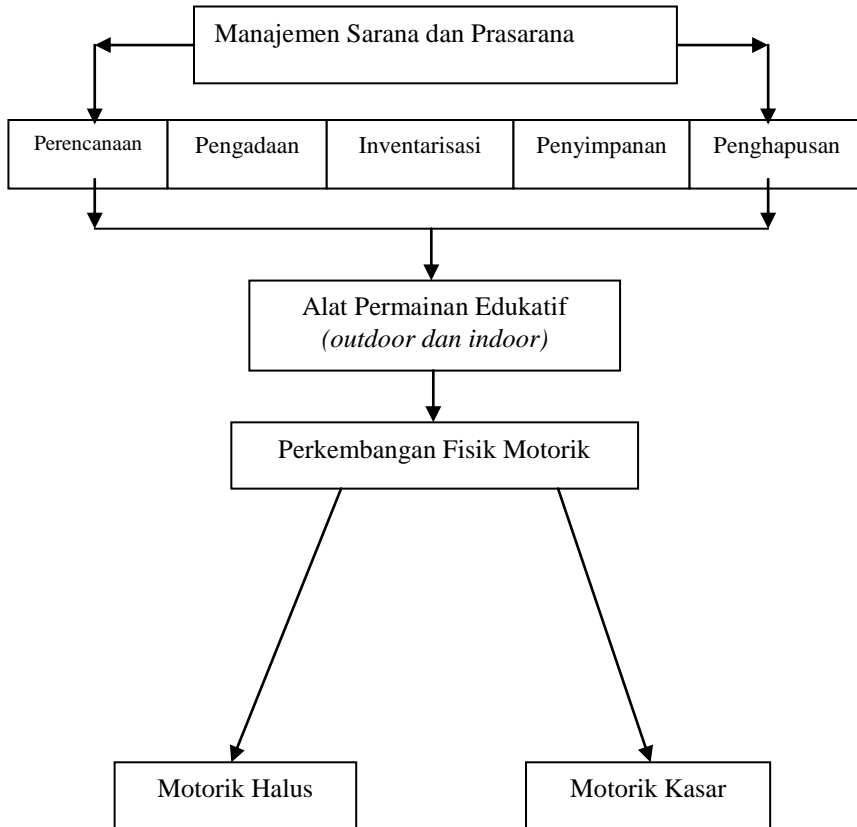 Manajemen Sarana dan Prasarana
Perencanaan
Pengadaan
Inventarisasi
Penyimpanan
Penghapusan
Alat Permainan Edukatif
(outdoor dan indoor)
Perkembangan Fisik Motorik
Motorik Halus
Motorik Kasar